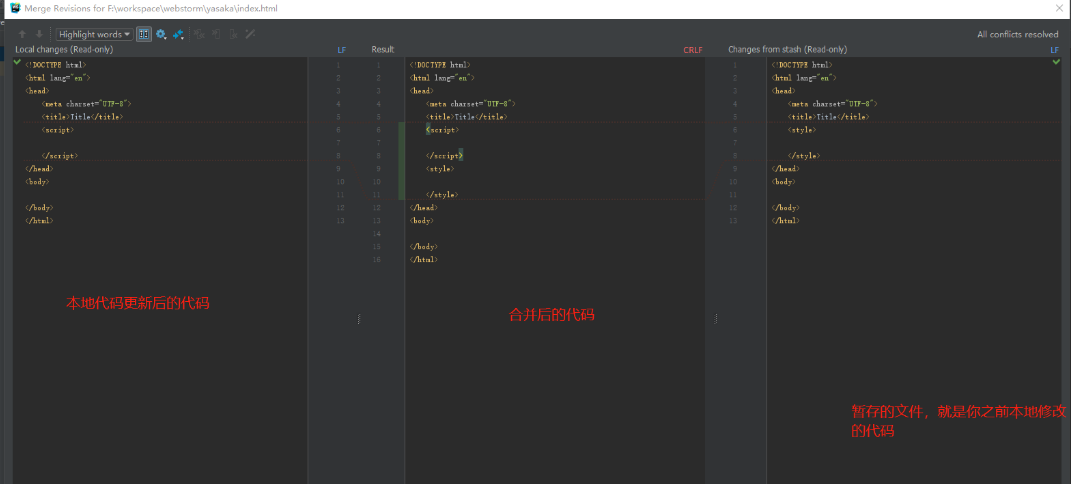 Merge Revisions for F:\workspace\webstorm\yasaka\index.html
Highlight words
All conflicts resolved
Local changes (Read-only)
LF
Result
CRLF
Changes from stash (Read-only)
LF
1 <!DOCTYPE html>
2 <html lang="en">
3 <head>
4 <meta charset="UTF-8">
5 <title>Title</title>
6 <script>
7
8 </script>
9 </head>
10 <body>
11
12 </body>
13 </html>
本地代码更新后的代码
1 <!DOCTYPE html>
2 <html lang="en">
3 <head>
4 <meta charset="UTF-8">
5 <title>Title</title>
6 <script>
7
8 </script>
9 <style>
10
11 </style>
12 </head>
13 <body>
14
15 </body>
16 </html>
合并后的代码
1 <!DOCTYPE html>
2 <html lang="en">
3 <head>
4 <meta charset="UTF-8">
5 <title>Title</title>
6 <style>
7
8 </style>
9 </head>
10 <body>
11
12 </body>
13 </html>
暂存的文件，就是你之前本地修改
的代码